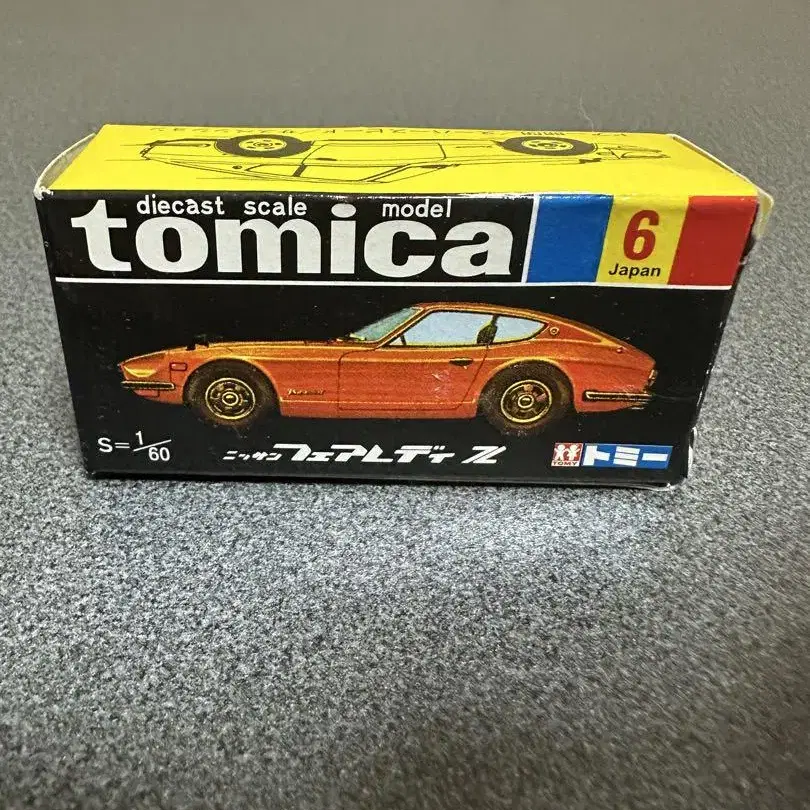 diecast scale model
tomica
6
Japan
S=1/60
ニッサン フェアレディ Z
TOMY
トミー